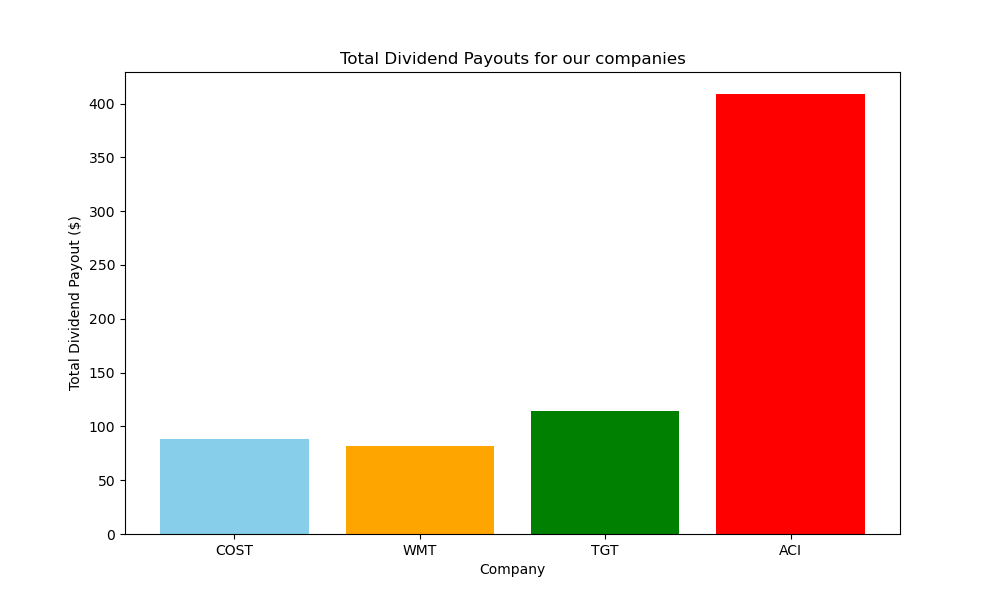 Total Dividend Payouts for our companies
Total Dividend Payout ($)
400
350
300
250
200
150
100
50
0
COST WMT TGT ACI
Company